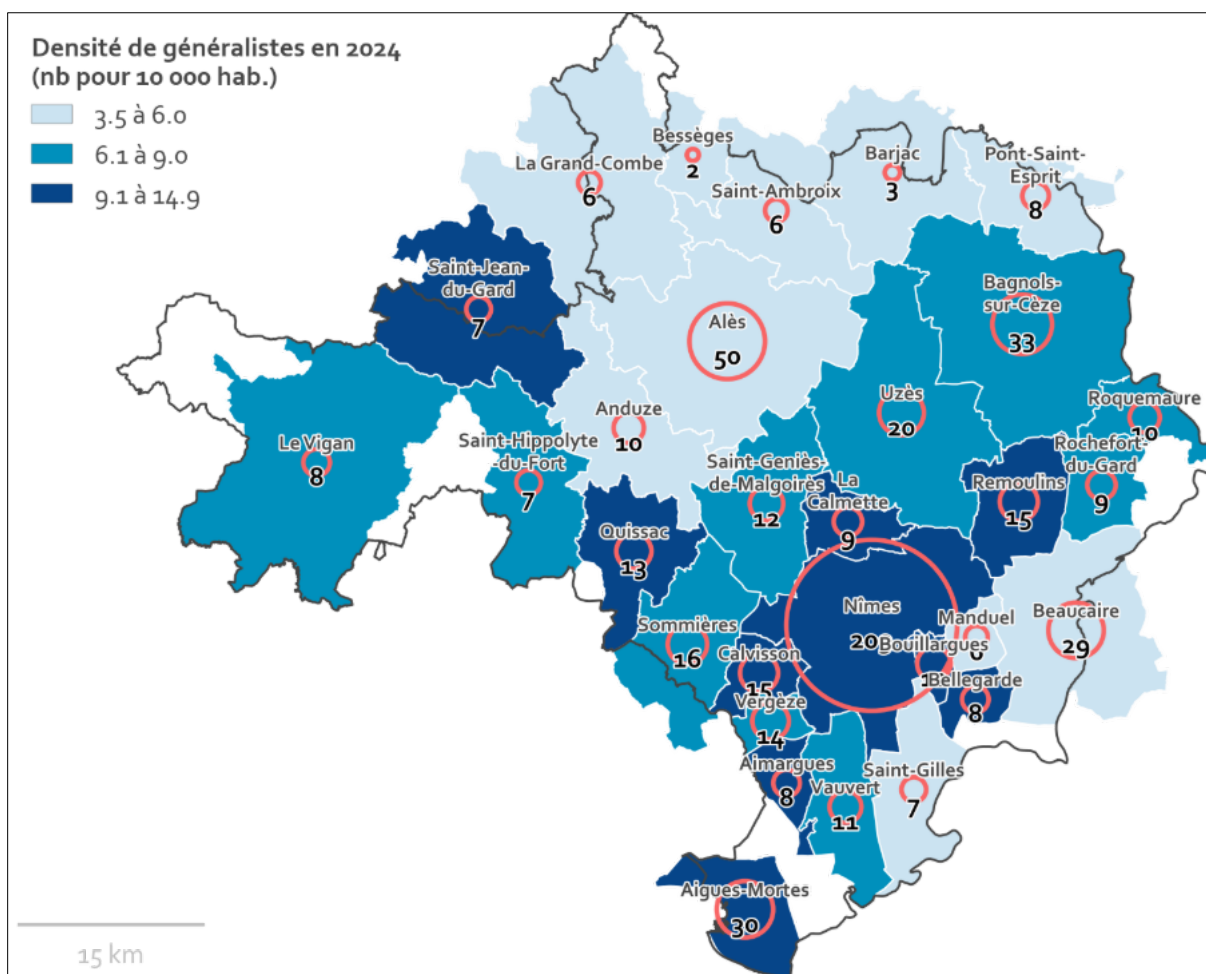 Densité de généralistes en 2024
(nb pour 10 000 hab.)
3.5 à 6.0
6.1 à 9.0
9.1 à 14.9
Bessèges
2
La Grand-Combe
6
Barjac
3
Pont-Saint-
Esprit
8
Saint-Ambroix
6
Saint-Jean-
du-Gard
7
Bagnols-
sur-Cèze
33
Alès
50
Uzès
20
Roquemaure
10
Anduze
10
Le Vigan
8
Saint-Hippolyte
-du-Fort
7
Saint-Geniès-
de-Malgoirès
12
La
Calmette
9
Rochefort-
du-Gard
9
Remoulins
15
Quissac
13
Nîmes
Manduel
Beaucaire
29
Sommières
16
Bouillargues
Calvisson
15
Bellegarde
8
Vergèze
14
Aimargues
8
Vauvert
11
Saint-Gilles
7
Aigues-Mortes
30
15 km